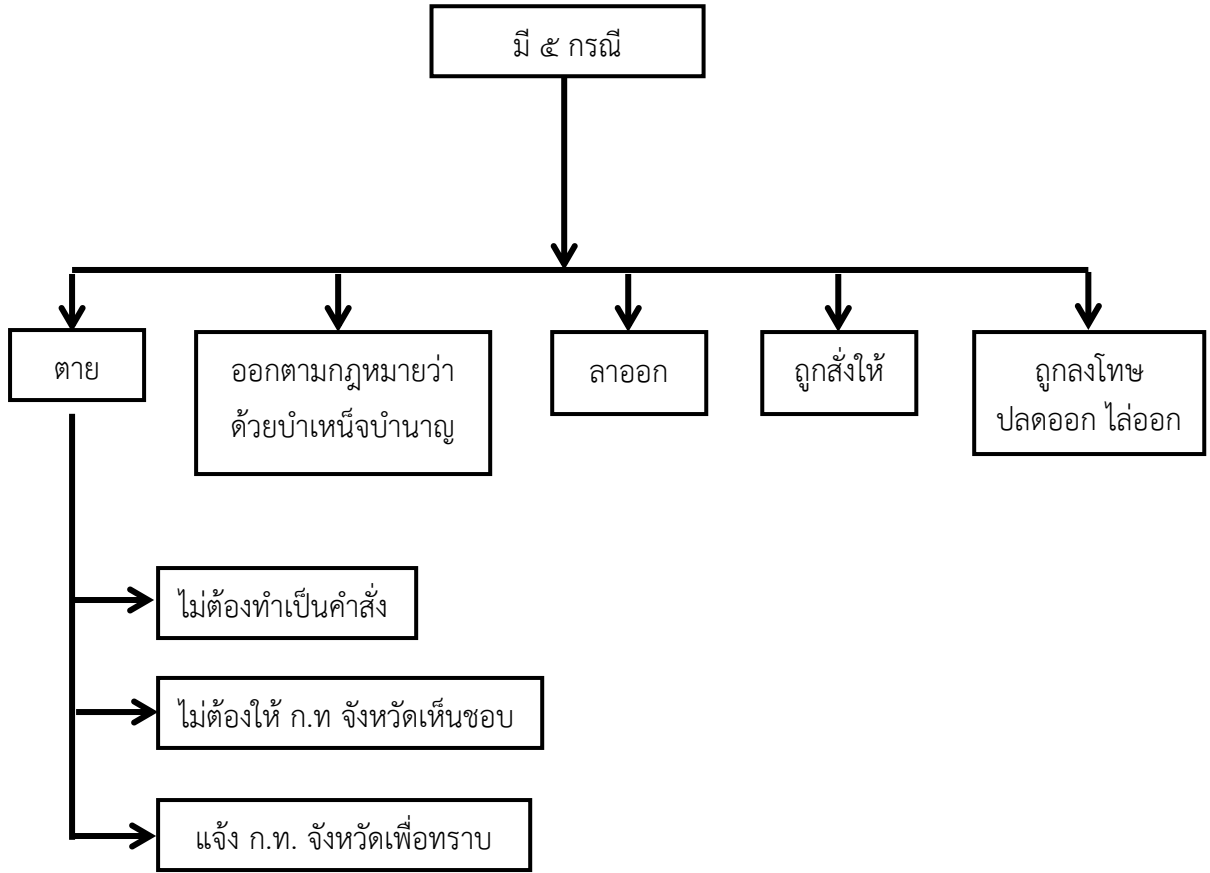 มี ๕ กรณี
ตาย
ออกตามกฎหมายว่า
ด้วยบำเหน็จบำนาญ
ลาออก
ถูกสั่งให้
ถูกลงโทษ
ปลดออก ไล่ออก
ไม่ต้องทำเป็นคำสั่ง
ไม่ต้องให้ ก.ท จังหวัดเห็นชอบ
แจ้ง ก.ท. จังหวัดเพื่อทราบ